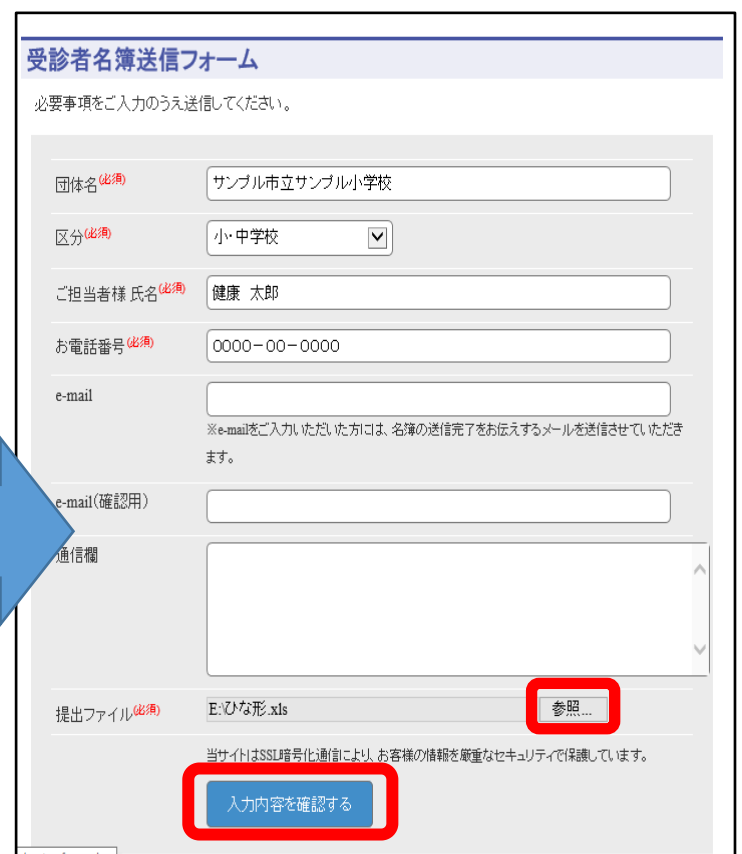 受診者名簿送信フォーム
必要事項をご入力のうえ送信してください。
団体名(必須)
サンプル市立サンプル小学校
区分(必須)
小・中学校
ご担当者様 氏名(必須)
健康 太郎
お電話番号(必須)
0000-00-0000
e-mail
※e-mailをご入力いただいた方には、名簿の送信完了をお伝えするメールを送信させていただき
ます。
e-mail(確認用)
通信欄
提出ファイル(必須)
E:\ひな形.xls
参照...
当サイトはSSL暗号化通信により、お客様の情報を厳重なセキュリティで保護しています。
入力内容を確認する